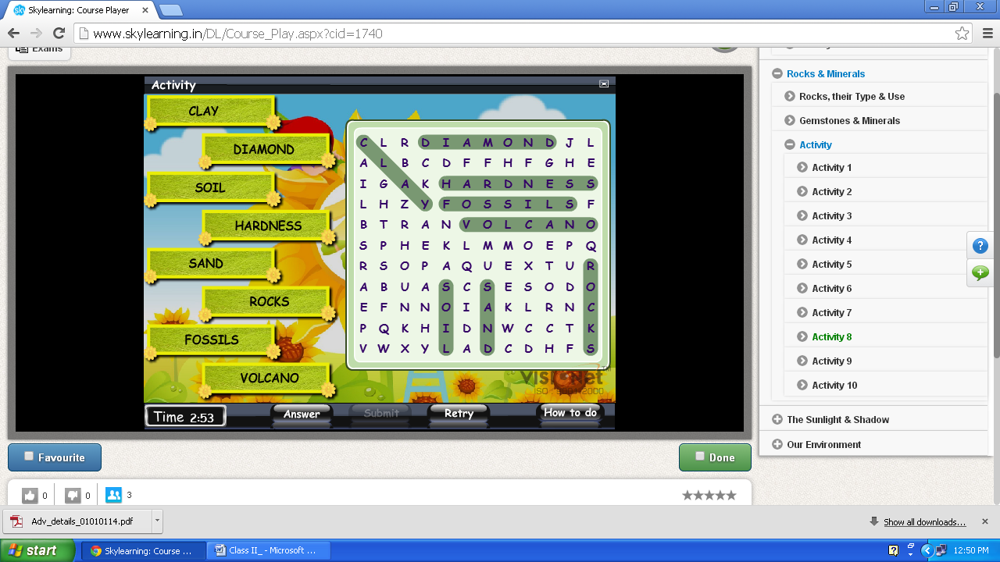 Skylearning: Course Player
www.skylearning.in/DL/Course_Play.aspx?cid=1740
Exams
Activity
CLAY
DIAMOND
SOIL
HARDNESS
SAND
ROCKS
FOSSILS
VOLCANO
C L R D I A M O N D J L
A L B C D F F H F G H E
I G A K H A R D N E S S
L H Z Y F O S S I L S F
B T R A N V O L C A N O
S P H E K L M M O E P Q
R S O P A Q U E X T U R
A B U A S C S E S O D O
E F N N O I A K L R N C
P Q K H I D N W C C T K
V W X Y L A D C D H F S
Time 2:53
Answer
Submit
Retry
How to do
Rocks & Minerals
Rocks, their Type & Use
Gemstones & Minerals
Activity
Activity 1
Activity 2
Activity 3
Activity 4
Activity 5
Activity 6
Activity 7
Activity 8
Activity 9
Activity 10
The Sunlight & Shadow
Our Environment
Favourite
Done
0
0
3
Adv_details_01010114.pdf
Show all downloads...
start
Skylearning: Course ...
Class II_ - Microsoft ...
12:50 PM